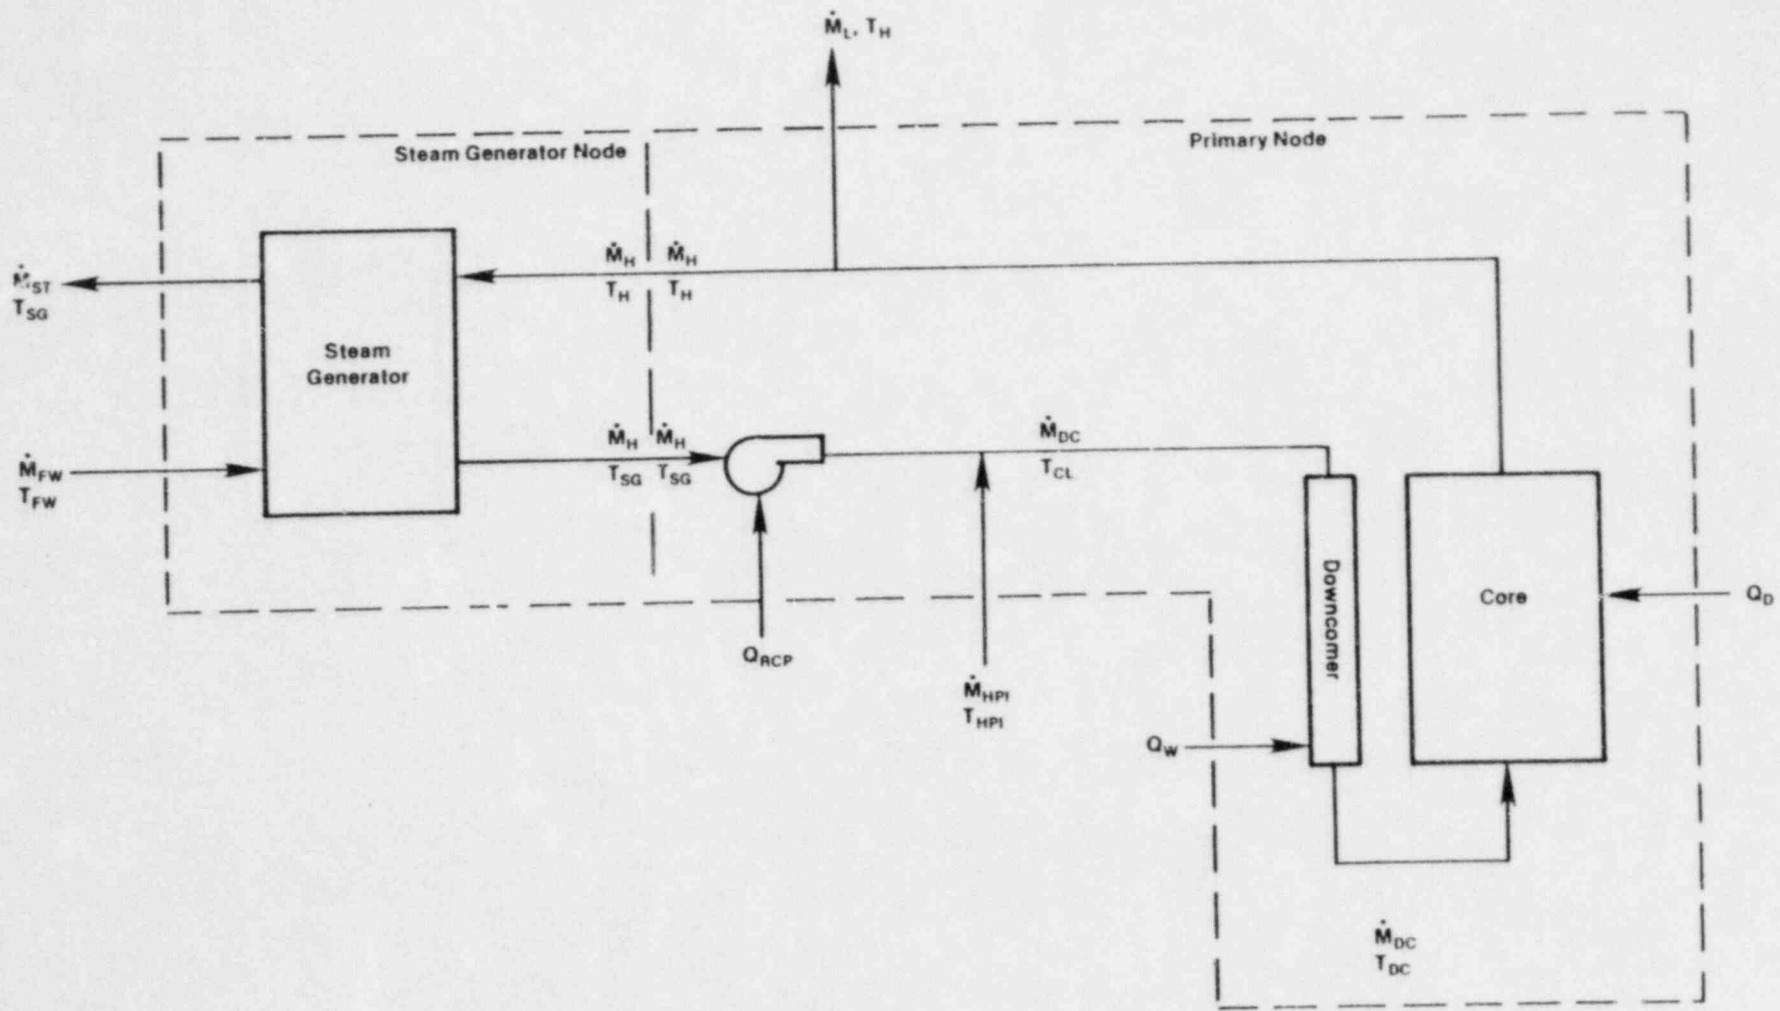 Ṁ_L, T_H
Steam Generator Node
Primary Node
Ṁ_H Ṁ_H
T_H T_H
Ṁ_ST
T_SG
Steam
Generator
Ṁ_H Ṁ_H
T_SG T_SG
Ṁ_DC
T_CL
Ṁ_FW
T_FW
Downcomer
Core
Q_D
Q_RCP
Ṁ_HPI
T_HPI
Q_W
Ṁ_DC
T_DC